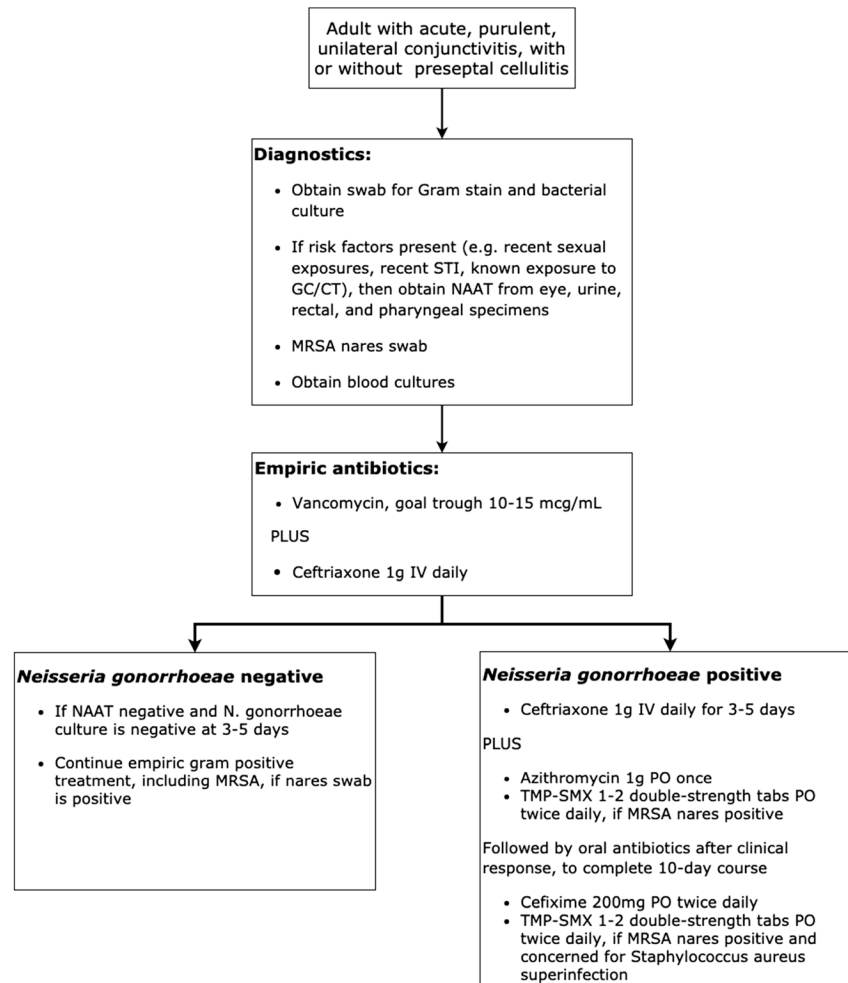 Adult with acute, purulent,
unilateral conjunctivitis, with
or without preseptal cellulitis
Diagnostics:
• Obtain swab for Gram stain and bacterial
culture
• If risk factors present (e.g. recent sexual
exposures, recent STI, known exposure to
GC/CT), then obtain NAAT from eye, urine,
rectal, and pharyngeal specimens
• MRSA nares swab
• Obtain blood cultures
Empiric antibiotics:
• Vancomycin, goal trough 10-15 mcg/mL
PLUS
• Ceftriaxone 1g IV daily
Neisseria gonorrhoeae negative
• If NAAT negative and N. gonorrhoeae
culture is negative at 3-5 days
• Continue empiric gram positive
treatment, including MRSA, if nares swab
is positive
Neisseria gonorrhoeae positive
• Ceftriaxone 1g IV daily for 3-5 days
PLUS
• Azithromycin 1g PO once
• TMP-SMX 1-2 double-strength tabs PO
twice daily, if MRSA nares positive
Followed by oral antibiotics after clinical
response, to complete 10-day course
• Cefixime 200mg PO twice daily
• TMP-SMX 1-2 double-strength tabs PO
twice daily, if MRSA nares positive and
concerned for Staphylococcus aureus
superinfection